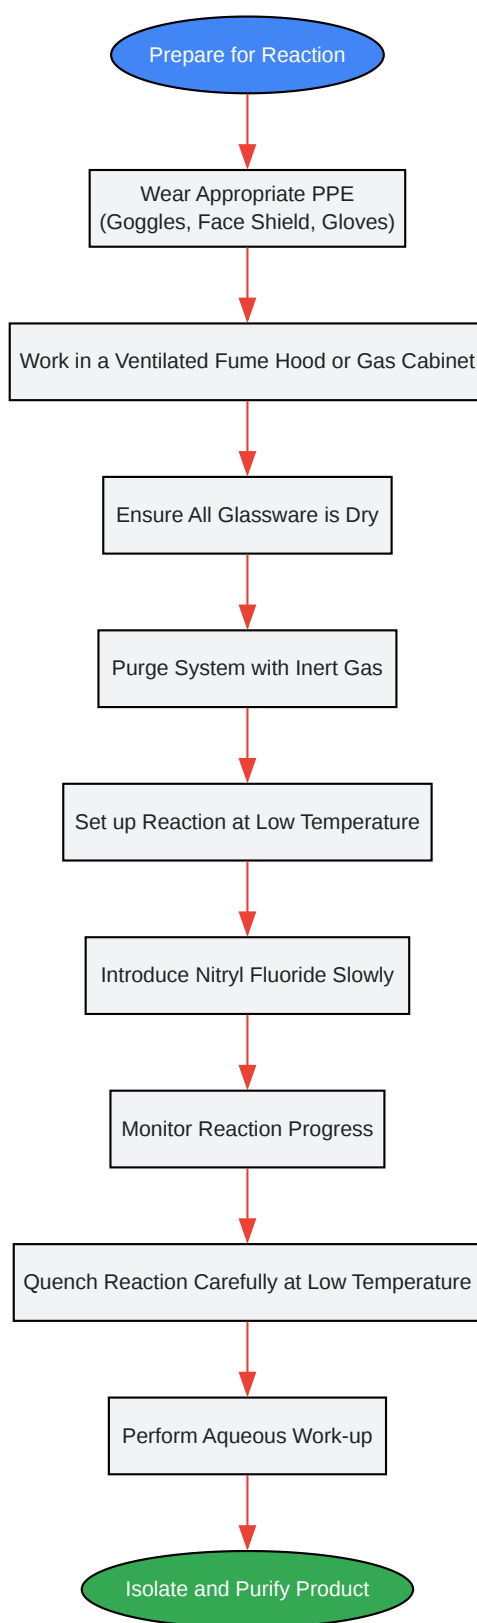 Prepare for Reaction
Wear Appropriate PPE
(Goggles, Face Shield, Gloves)
Work in a Ventilated Fume Hood or Gas Cabinet
Ensure All Glassware is Dry
Purge System with Inert Gas
Set up Reaction at Low Temperature
Introduce Nitryl Fluoride Slowly
Monitor Reaction Progress
Quench Reaction Carefully at Low Temperature
Perform Aqueous Work-up
Isolate and Purify Product